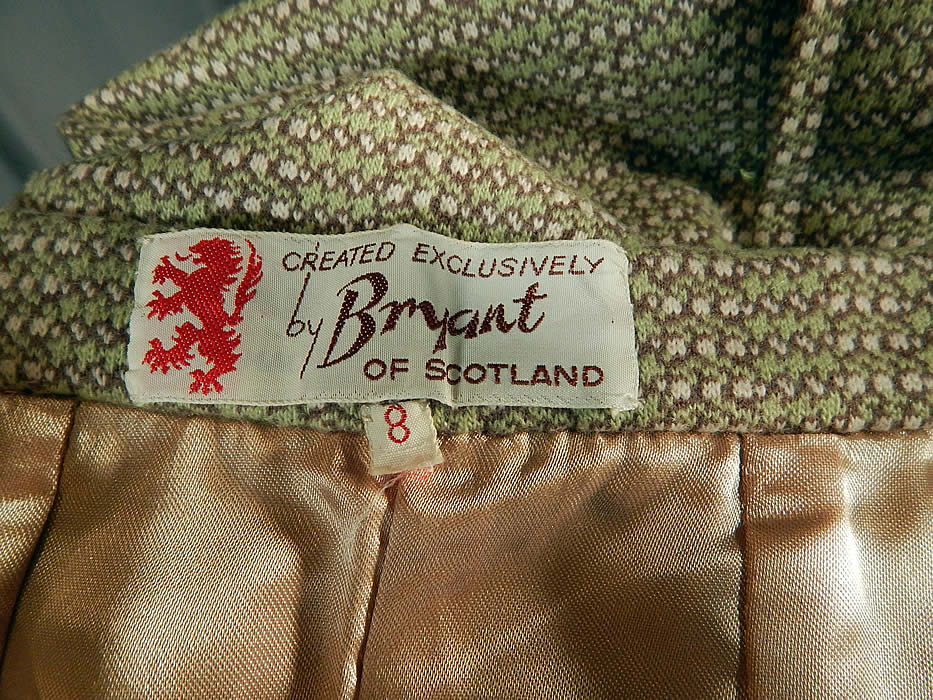 CREATED EXCLUSIVELY
by Bryant
OF SCOTLAND
8